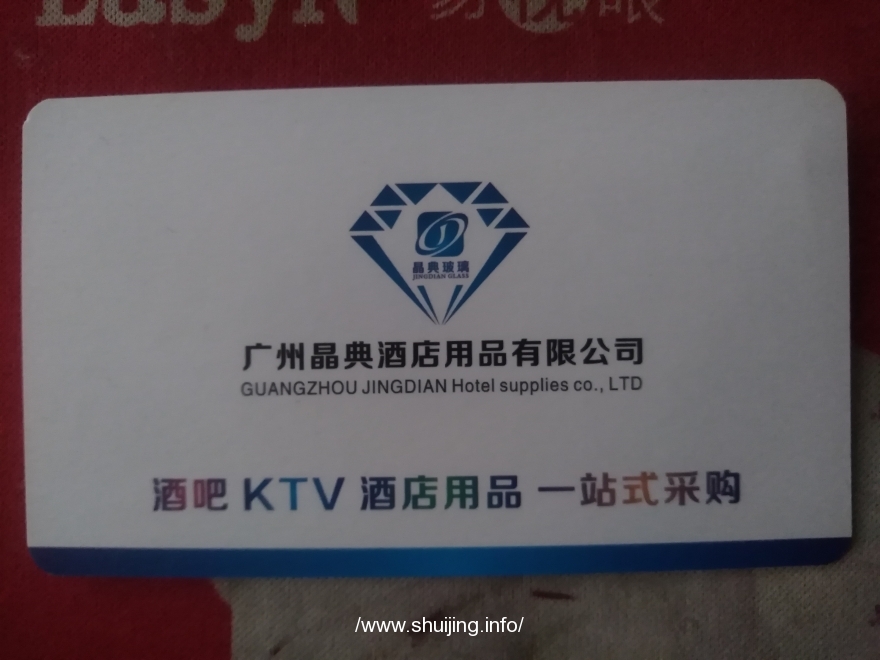 晶典玻璃
JINGDIAN GLASS
广州晶典酒店用品有限公司
GUANGZHOU JINGDIAN Hotel supplies co., LTD
酒吧 KTV 酒店用品 一站式采购
/www.shuijing.info/